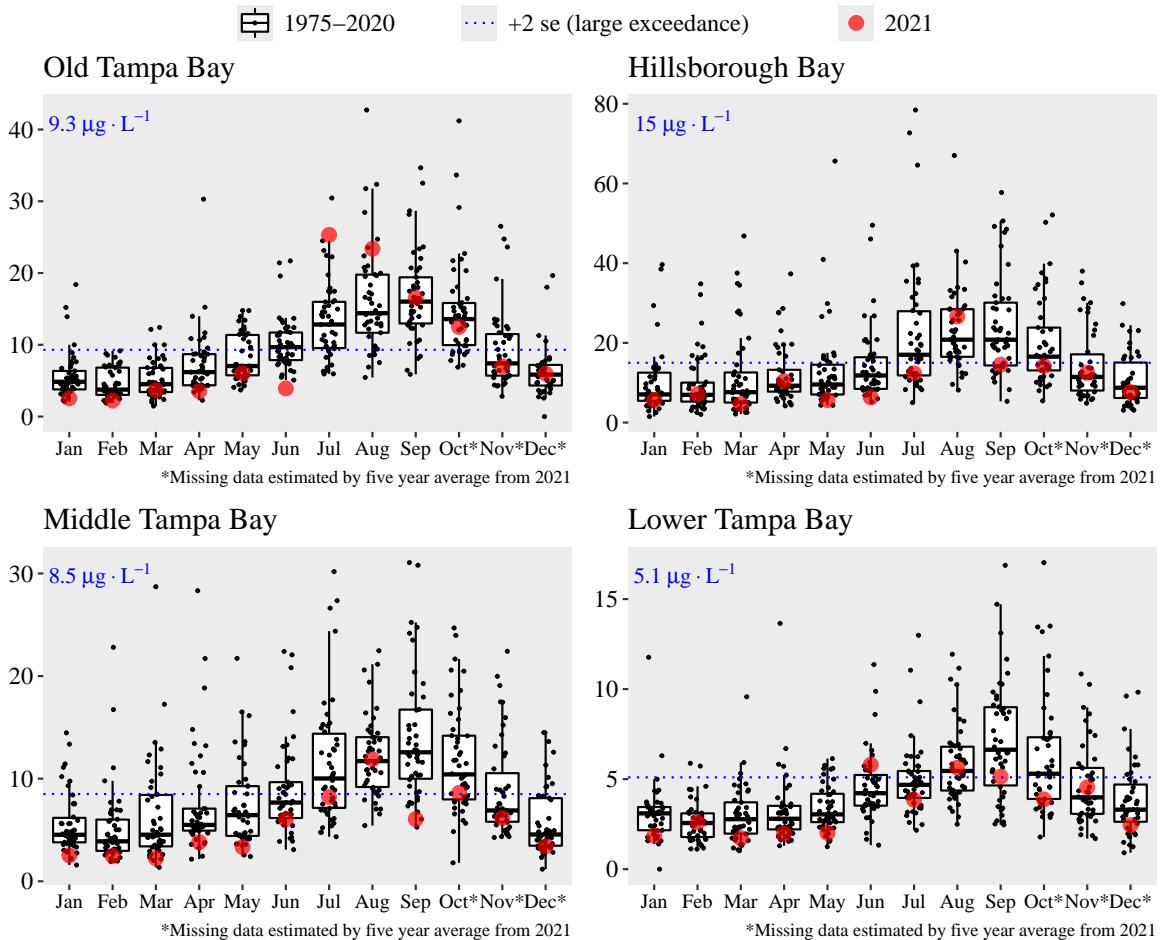 1975–2020 +2 se (large exceedance) 2021
Old Tampa Bay
9.3 µg · L⁻¹
40
30
20
10
0
Jan Feb Mar Apr May Jun Jul Aug Sep Oct* Nov* Dec*
*Missing data estimated by five year average from 2021
Hillsborough Bay
15 µg · L⁻¹
80
60
40
20
0
Jan Feb Mar Apr May Jun Jul Aug Sep Oct* Nov* Dec*
*Missing data estimated by five year average from 2021
Middle Tampa Bay
8.5 µg · L⁻¹
30
20
10
0
Jan Feb Mar Apr May Jun Jul Aug Sep Oct* Nov* Dec*
*Missing data estimated by five year average from 2021
Lower Tampa Bay
5.1 µg · L⁻¹
15
10
5
0
Jan Feb Mar Apr May Jun Jul Aug Sep Oct* Nov* Dec*
*Missing data estimated by five year average from 2021